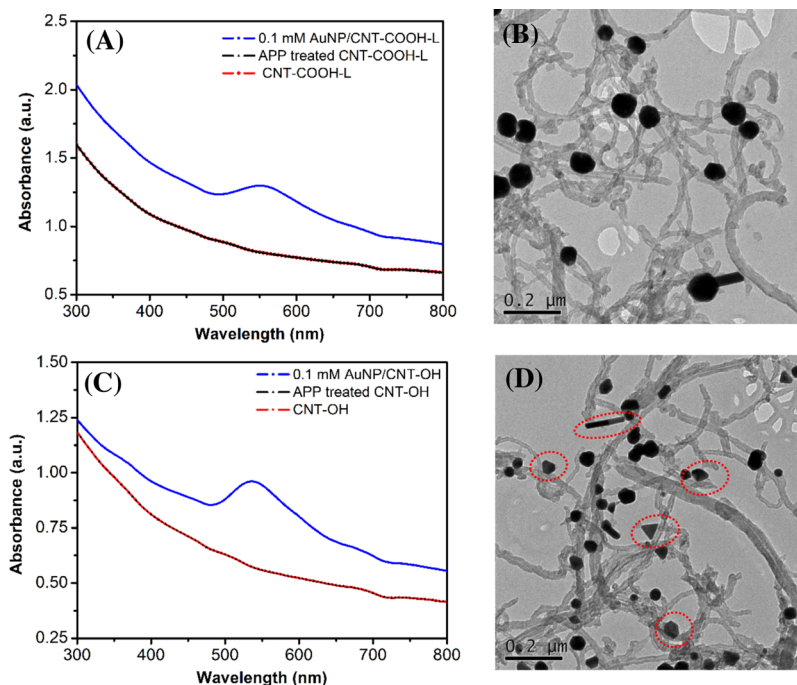 (A)
0.1 mM AuNP/CNT-COOH-L
APP treated CNT-COOH-L
CNT-COOH-L
2.5
2.0
1.5
1.0
0.5
300 400 500 600 700 800
Absorbance (a.u.)
Wavelength (nm)
(B)
0.2 µm
(C)
0.1 mM AuNP/CNT-OH
APP treated CNT-OH
CNT-OH
1.50
1.25
1.00
0.75
0.50
0.25
300 400 500 600 700 800
Absorbance (a.u.)
Wavelength (nm)
(D)
0.2 µm